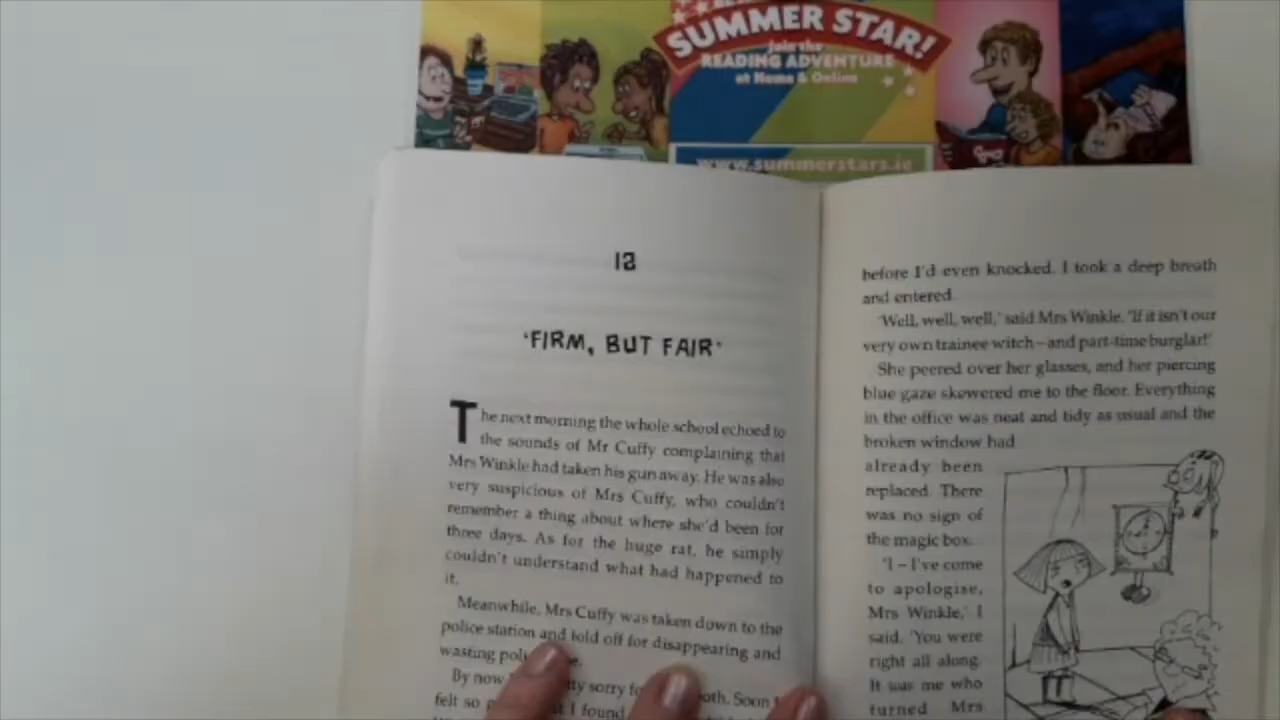 SUMMER STAR!
Join the
READING ADVENTURE
at Home & Online
www.summerstars.ie
12
'FIRM, BUT FAIR'
The next morning the whole school echoed to
the sounds of Mr Cuffy complaining that
Mrs Winkle had taken his gun away. He was also
very suspicious of Mrs Cuffy, who couldn't
remember a thing about where she'd been for
three days. As for the huge rat, he simply
couldn't understand what had happened to
it.
Meanwhile, Mrs Cuffy was taken down to the
police station and told off for disappearing and
wasting
By now sorry Soon
felt so I found
before I'd even knocked. I took a deep breath
and entered.
'Well, well, well,' said Mrs Winkle. 'If it isn't our
very own trainee witch – and part-time burglar!'
She peered over her glasses, and her piercing
blue gaze skewered me to the floor. Everything
in the office was neat and tidy as usual and the
broken window had
already been
replaced. There
was no sign of
the magic box.
'I – I've come
to apologise,
Mrs Winkle,' I
said. 'You were
right all along.
It was me who
turned Mrs